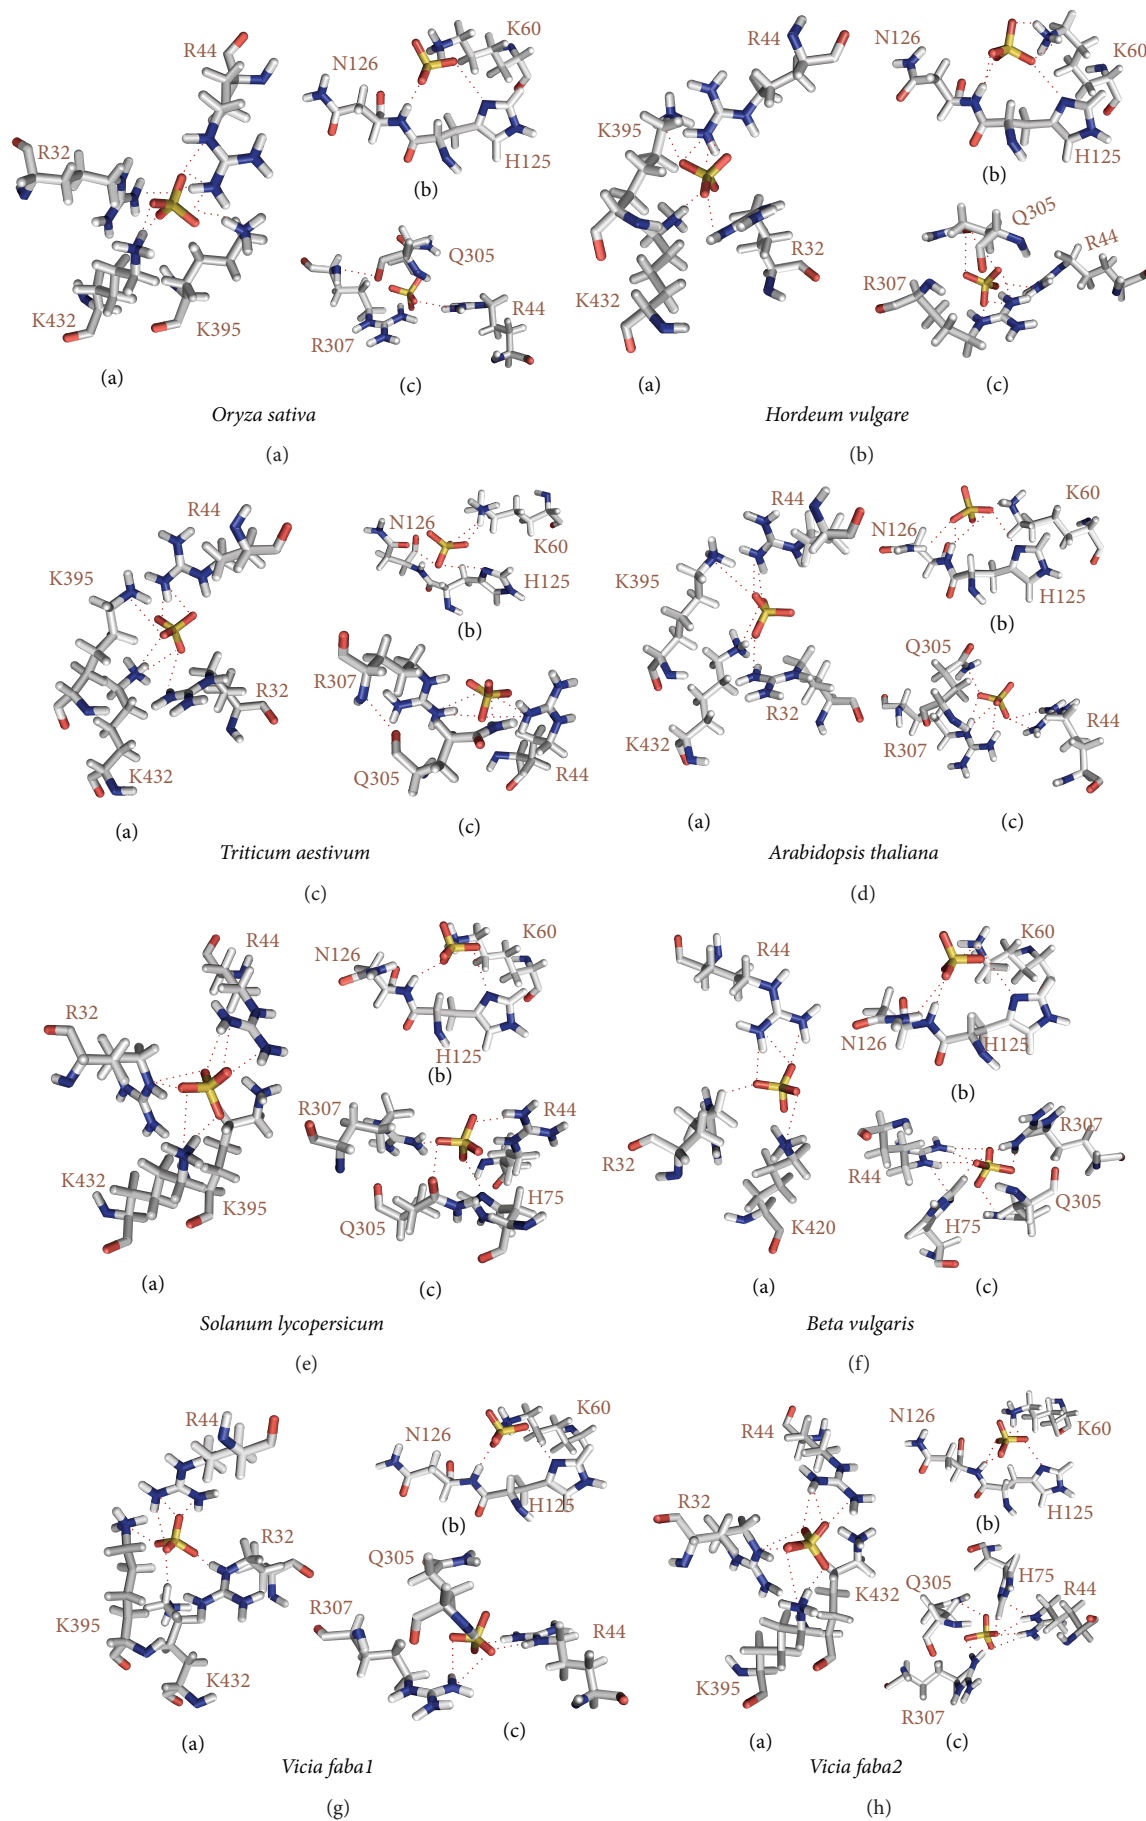 R44
R32
K432
K395
(a)
N126
K60
H125
(b)
Q305
R307
R44
(c)
Oryza sativa
(a)
R44
K395
R32
K432
(a)
N126
K60
H125
(b)
Q305
R44
R307
(c)
Hordeum vulgare
(b)
R44
K395
R32
K432
(a)
N126
K60
H125
(b)
R307
Q305
R44
(c)
Triticum aestivum
(c)
R44
K395
R32
K432
(a)
K60
N126
H125
(b)
Q305
R307
R44
(c)
Arabidopsis thaliana
(d)
R44
R32
K432
K395
(a)
K60
N126
H125
(b)
R307
R44
Q305
H75
(c)
Solanum lycopersicum
(e)
R44
R32
K420
(a)
K60
N126
H125
(b)
R307
R44
Q305
H75
(c)
Beta vulgaris
(f)
R44
R32
K395
K432
(a)
K60
N126
H125
(b)
Q305
R307
R44
(c)
Vicia faba1
(g)
R44
R32
K432
K395
(a)
N126
K60
H125
(b)
H75
Q305
R44
R307
(c)
Vicia faba2
(h)